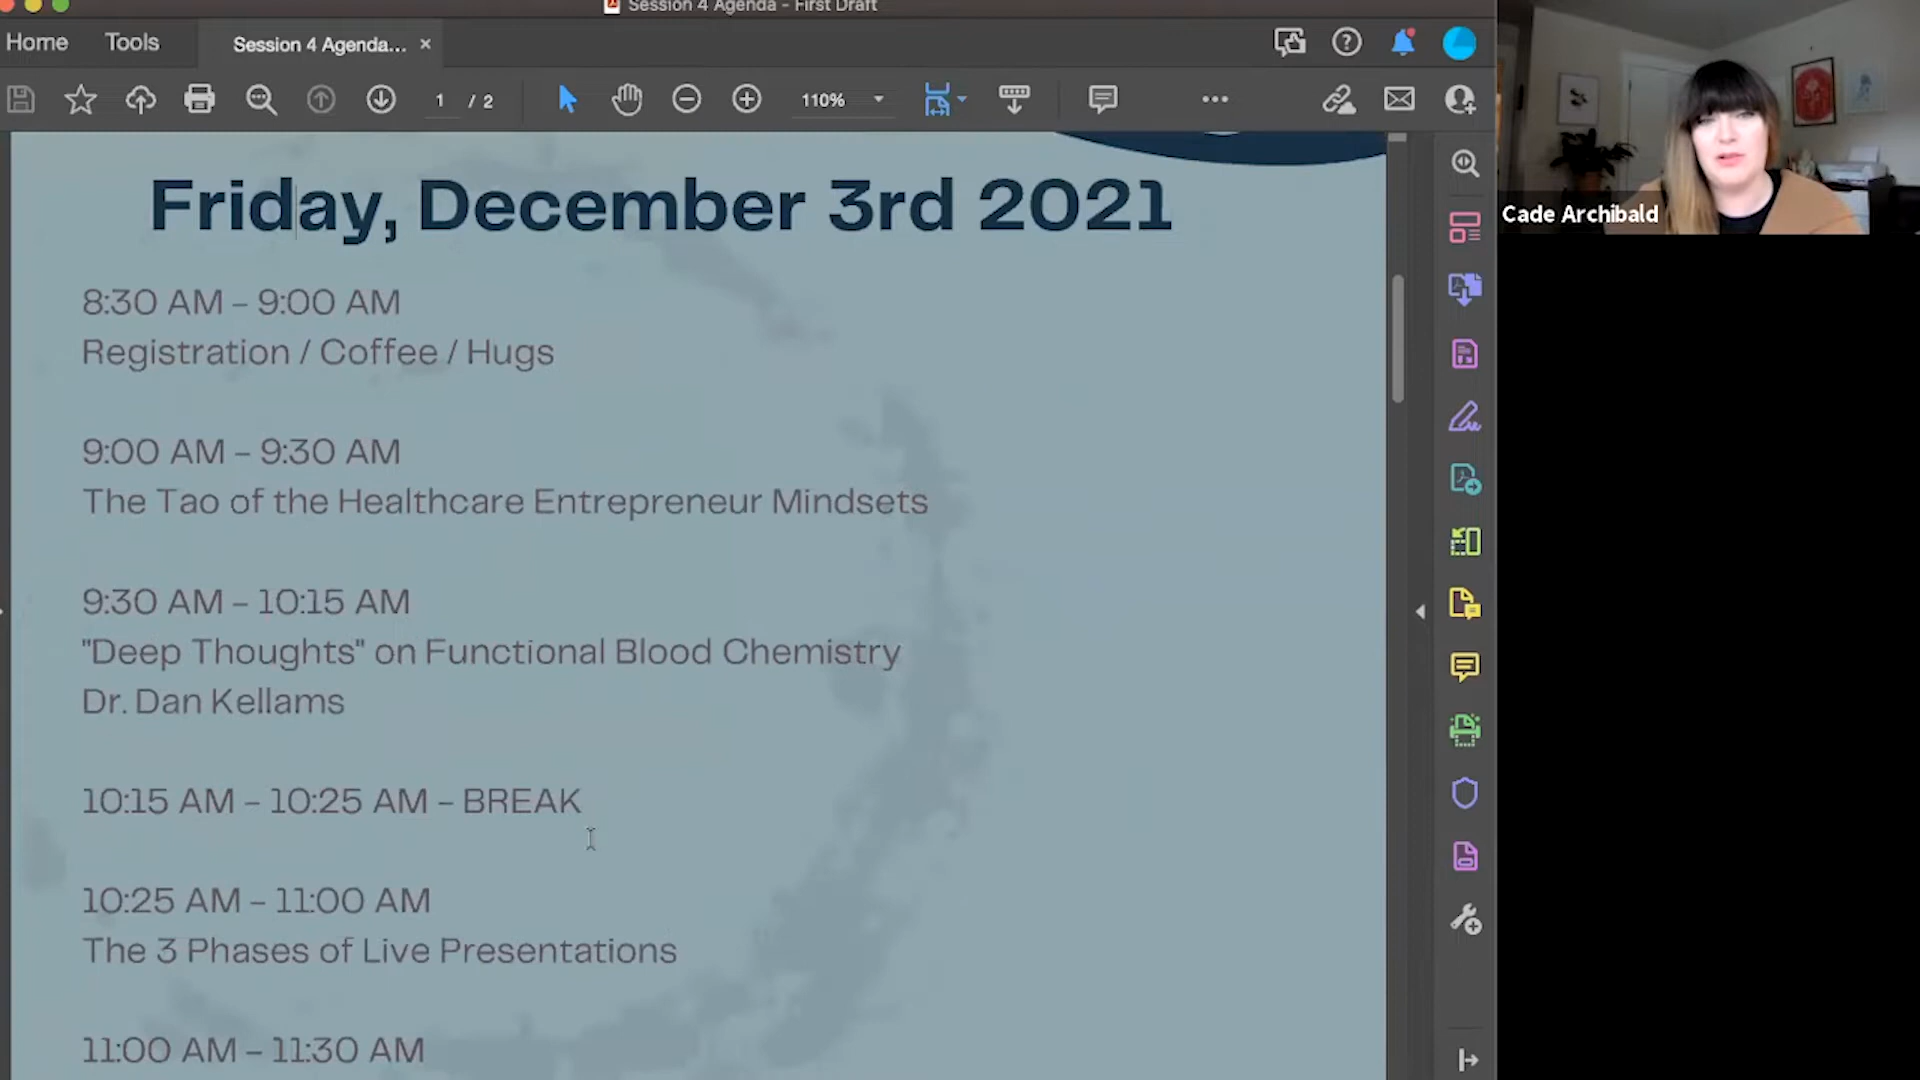 Session 4 Agenda - First Draft
Home Tools Session 4 Agenda... ×
1 / 2 110%
Cade Archibald
Friday, December 3rd 2021
8:30 AM – 9:00 AM
Registration / Coffee / Hugs
9:00 AM – 9:30 AM
The Tao of the Healthcare Entrepreneur Mindsets
9:30 AM – 10:15 AM
"Deep Thoughts" on Functional Blood Chemistry
Dr. Dan Kellams
10:15 AM – 10:25 AM – BREAK
10:25 AM – 11:00 AM
The 3 Phases of Live Presentations
11:00 AM – 11:30 AM